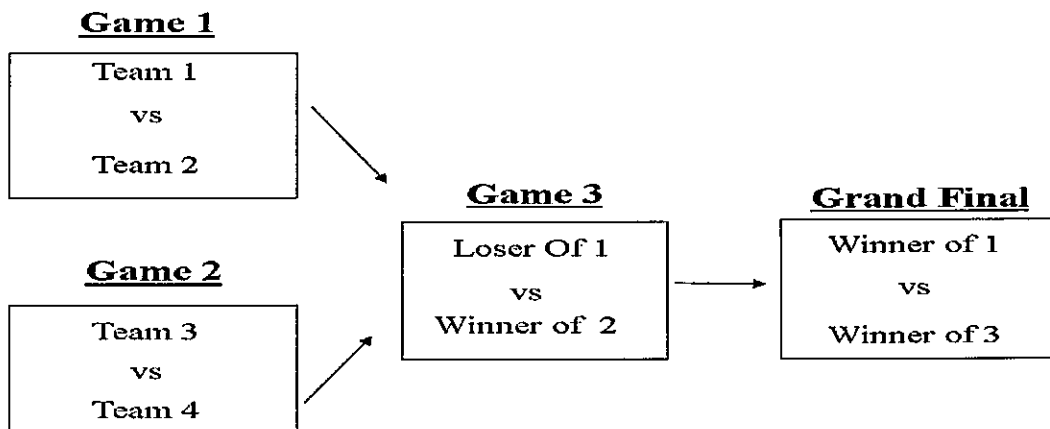 Game 1
Team 1
vs
Team 2
Game 2
Team 3
vs
Team 4
Game 3
Loser Of 1
vs
Winner of 2
Grand Final
Winner of 1
vs
Winner of 3